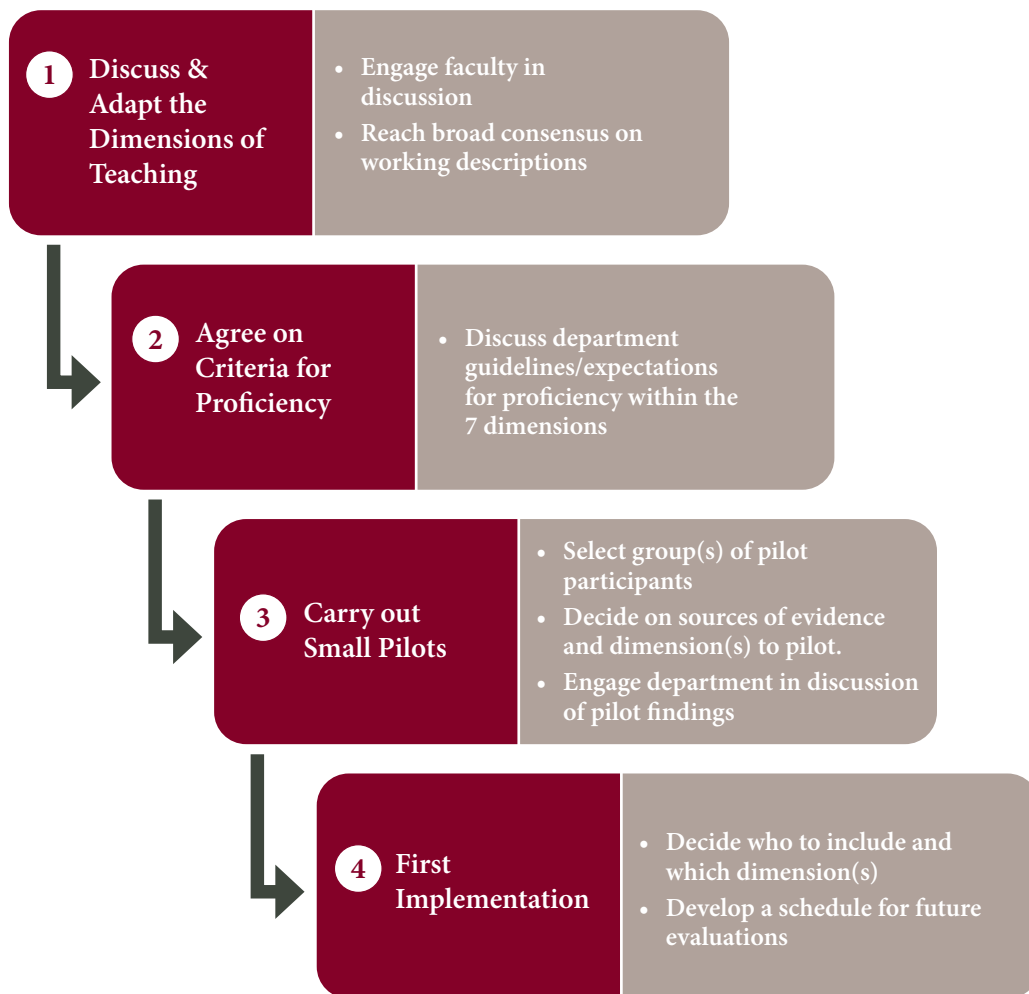 1
Discuss &
Adapt the
Dimensions of
Teaching
• Engage faculty in
discussion
• Reach broad consensus on
working descriptions
2
Agree on
Criteria for
Proficiency
• Discuss department
guidelines/expectations
for proficiency within the
7 dimensions
3
Carry out
Small Pilots
• Select group(s) of pilot
participants
• Decide on sources of evidence
and dimension(s) to pilot.
• Engage department in discussion
of pilot findings
4
First
Implementation
• Decide who to include and
which dimension(s)
• Develop a schedule for future
evaluations